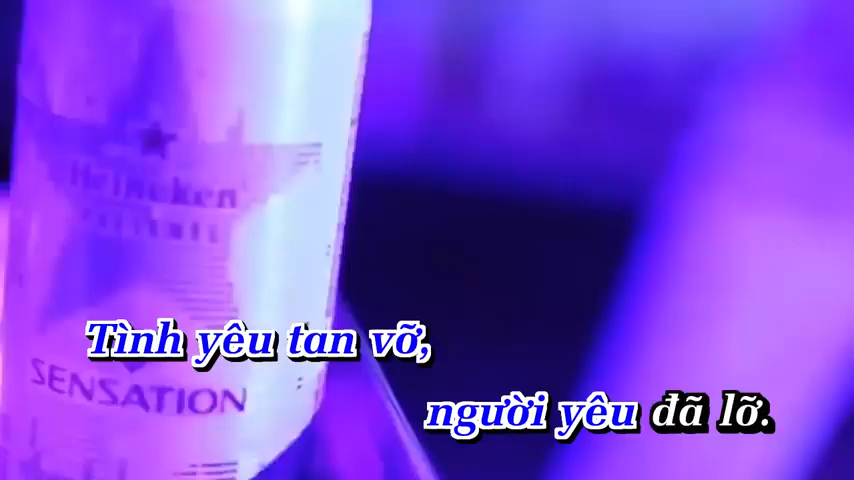 Heineken
SENSATION
Tình yêu tan vỡ,
người yêu đã lỡ.